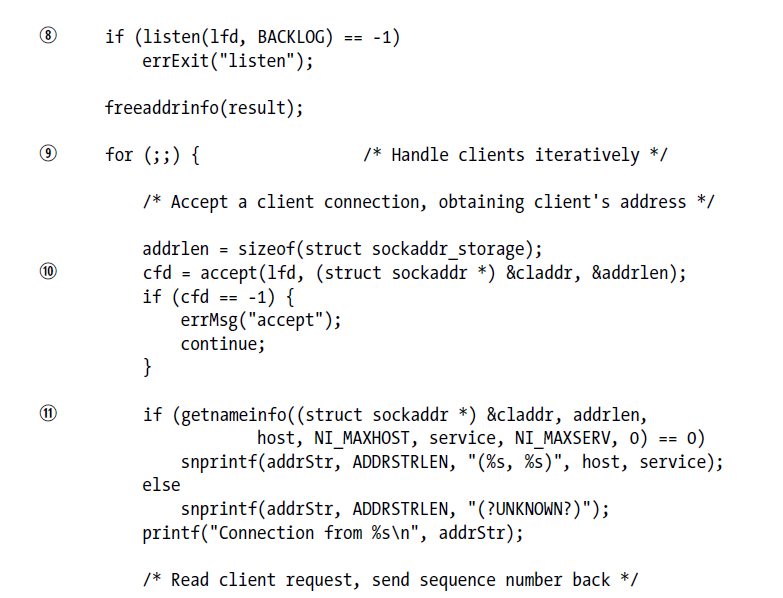 ⑧ if (listen(lfd, BACKLOG) == -1)
errExit("listen");
freeaddrinfo(result);
⑨ for (;;) { /* Handle clients iteratively */
/* Accept a client connection, obtaining client's address */
addrlen = sizeof(struct sockaddr_storage);
⑩ cfd = accept(lfd, (struct sockaddr *) &claddr, &addrlen);
if (cfd == -1) {
errMsg("accept");
continue;
}
⑪ if (getnameinfo((struct sockaddr *) &claddr, addrlen,
host, NI_MAXHOST, service, NI_MAXSERV, 0) == 0)
snprintf(addrStr, ADDRSTRLEN, "(%s, %s)", host, service);
else
snprintf(addrStr, ADDRSTRLEN, "(?UNKNOWN?)");
printf("Connection from %s\n", addrStr);
/* Read client request, send sequence number back */